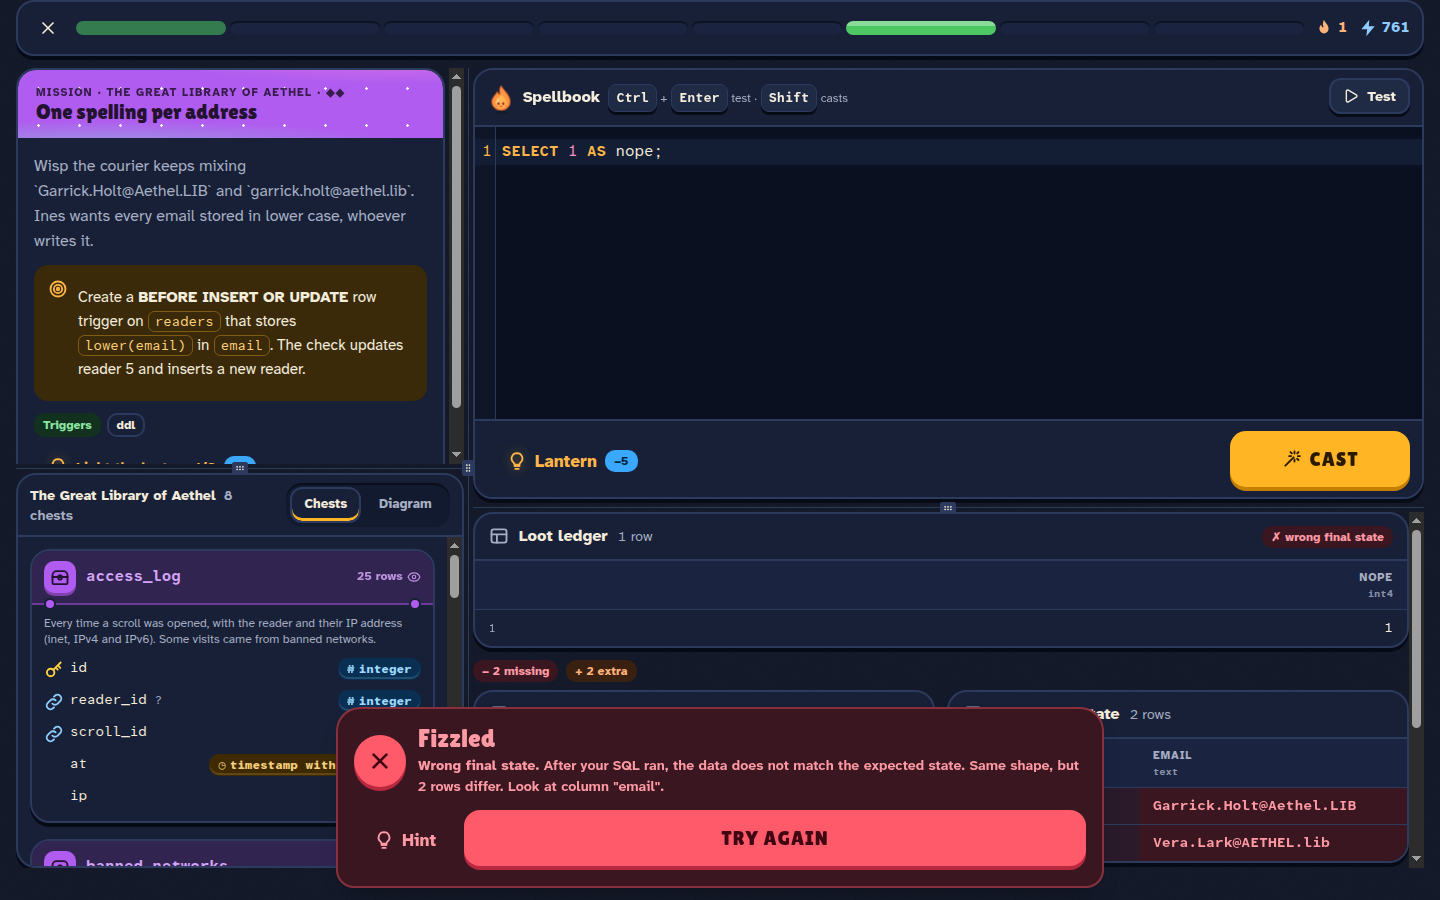 1 761
MISSION · THE GREAT LIBRARY OF AETHEL · ◆◆
One spelling per address
Wisp the courier keeps mixing
`Garrick.Holt@Aethel.LIB` and `garrick.holt@aethel.lib`.
Ines wants every email stored in lower case, whoever
writes it.
Create a BEFORE INSERT OR UPDATE row
trigger on readers that stores
lower(email) in email. The check updates
reader 5 and inserts a new reader.
Triggers ddl
The Great Library of Aethel 8
chests
Chests Diagram
access_log 25 rows
Every time a scroll was opened, with the reader and their IP address
(inet, IPv4 and IPv6). Some visits came from banned networks.
id # integer
reader_id ? # integer
scroll_id
at timestamp with
ip
banned_networks
Spellbook Ctrl + Enter test · Shift casts
Test
1 SELECT 1 AS nope;
Lantern −5
CAST
Loot ledger 1 row ✗ wrong final state
NOPE
int4
1 1
− 2 missing + 2 extra
ate 2 rows
EMAIL
text
Garrick.Holt@Aethel.LIB
Vera.Lark@AETHEL.lib
Fizzled
Wrong final state. After your SQL ran, the data does not match the expected state. Same shape, but
2 rows differ. Look at column "email".
Hint TRY AGAIN